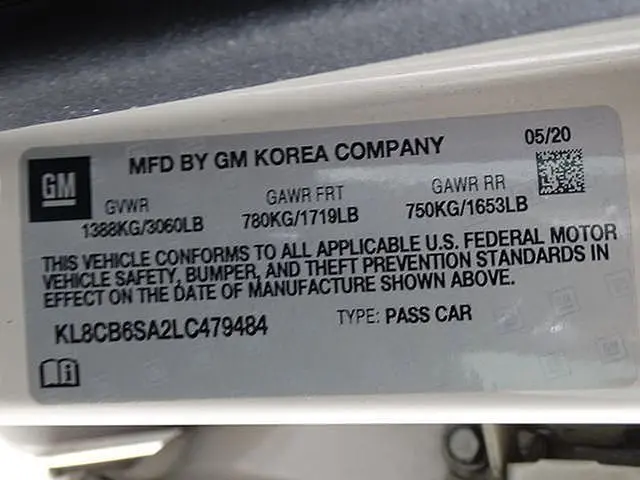 MFD BY GM KOREA COMPANY
05/20
GM
GVWR
1388KG/3060LB
GAWR FRT
780KG/1719LB
GAWR RR
750KG/1653LB
THIS VEHICLE CONFORMS TO ALL APPLICABLE U.S. FEDERAL MOTOR
VEHICLE SAFETY, BUMPER, AND THEFT PREVENTION STANDARDS IN
EFFECT ON THE DATE OF MANUFACTURE SHOWN ABOVE.
KL8CB6SA2LC479484
TYPE: PASS CAR